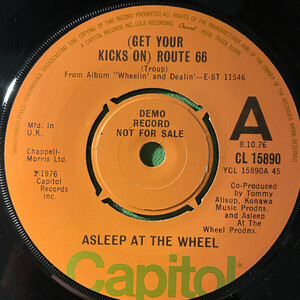 (GET YOUR
KICKS ON) ROUTE 66
(Troup)
From Album "Wheelin' and Dealin'–E-ST 11546
DEMO
RECORD
NOT FOR SALE
A
8.10.76
CL 15890
YCL 15890A 45
Mfd. In
U.K.
Chappell-
Morris Ltd.
℗1976
Capitol
Records
Inc.
Co-Produced
by Tommy
Allsup, Konawa
Music Prodns.
and Asleep
At The
Wheel Prodns.
ASLEEP AT THE WHEEL
Capitol